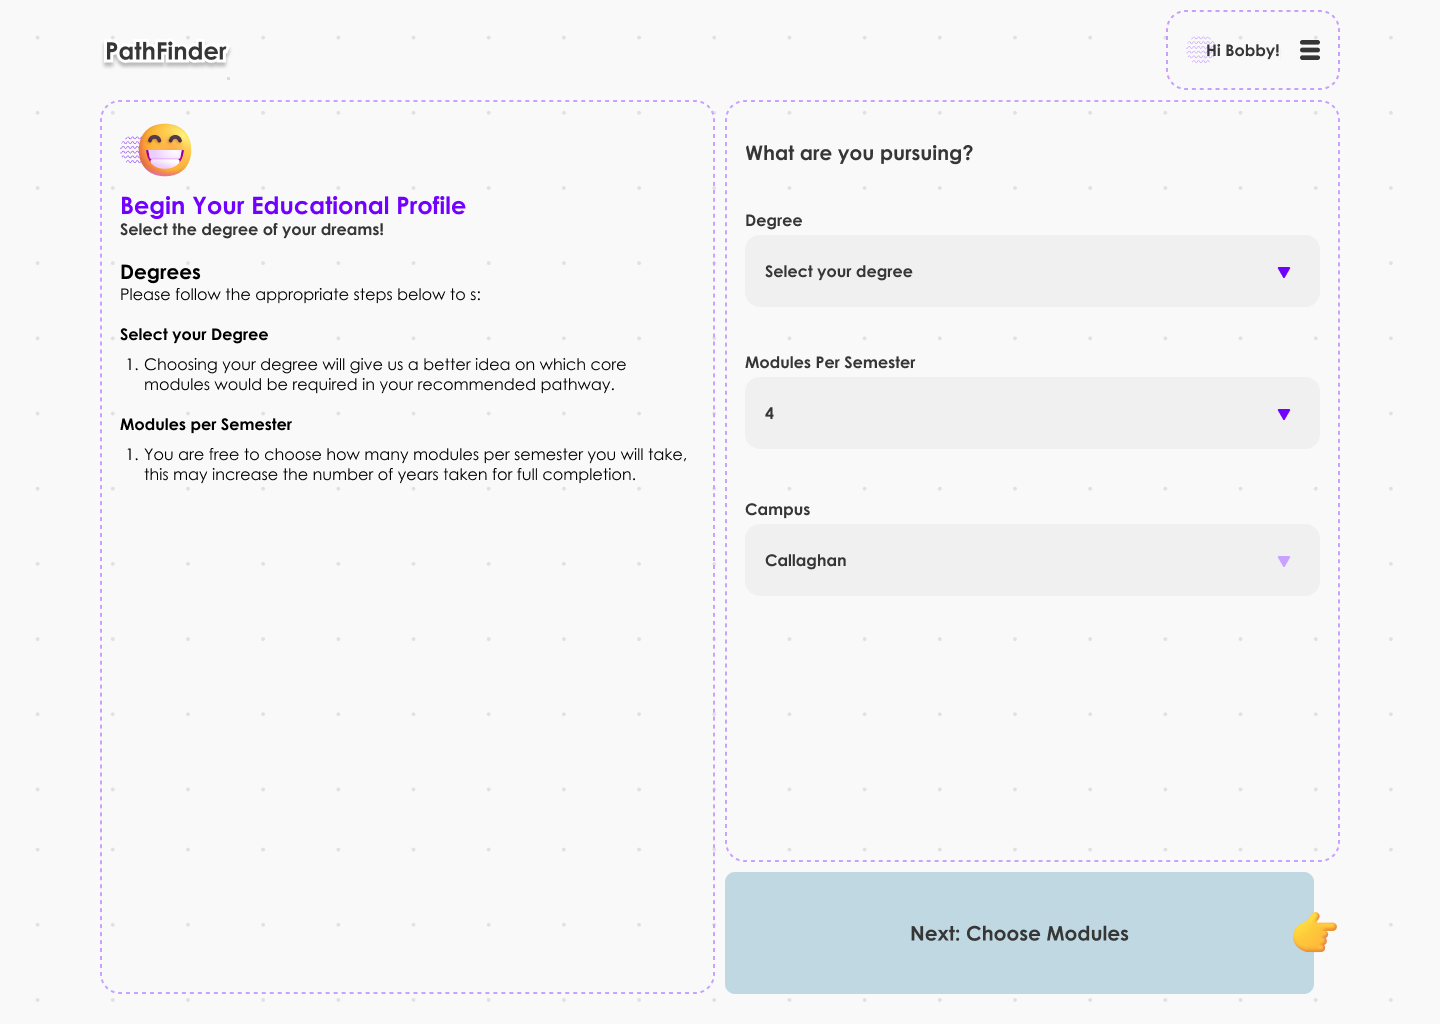 PathFinder
Hi Bobby!
Begin Your Educational Profile
Select the degree of your dreams!
Degrees
Please follow the appropriate steps below to s:
Select your Degree
1. Choosing your degree will give us a better idea on which core
modules would be required in your recommended pathway.
Modules per Semester
1. You are free to choose how many modules per semester you will take,
this may increase the number of years taken for full completion.
What are you pursuing?
Degree
Select your degree
Modules Per Semester
4
Campus
Callaghan
Next: Choose Modules